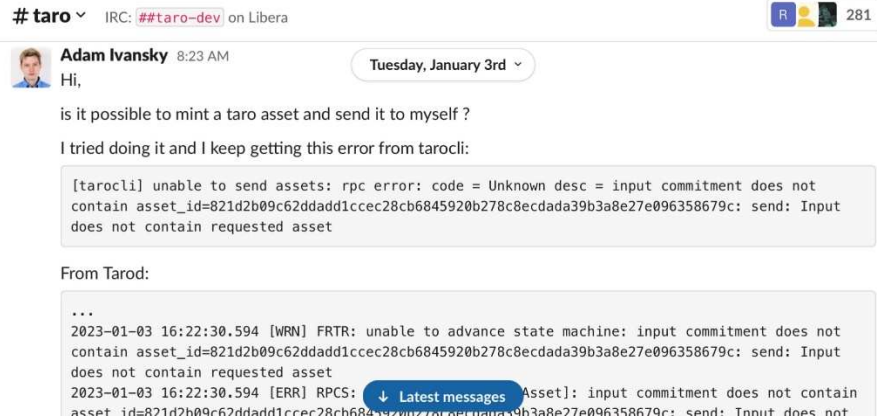 # taro IRC: ##taro-dev on Libera R 281
Adam Ivansky 8:23 AM
Tuesday, January 3rd
Hi,
is it possible to mint a taro asset and send it to myself ?
I tried doing it and I keep getting this error from tarocli:
[tarocli] unable to send assets: rpc error: code = Unknown desc = input commitment does not
contain asset_id=821d2b09c62ddadd1ccec28cb6845920b278c8ecdada39b3a8e27e096358679c: send: Input
does not contain requested asset
From Tarod:
...
2023-01-03 16:22:30.594 [WRN] FRTR: unable to advance state machine: input commitment does not
contain asset_id=821d2b09c62ddadd1ccec28cb6845920b278c8ecdada39b3a8e27e096358679c: send: Input
does not contain requested asset
2023-01-03 16:22:30.594 [ERR] RPCS: Asset]: input commitment does not contain
↓ Latest messages
send: Input does not